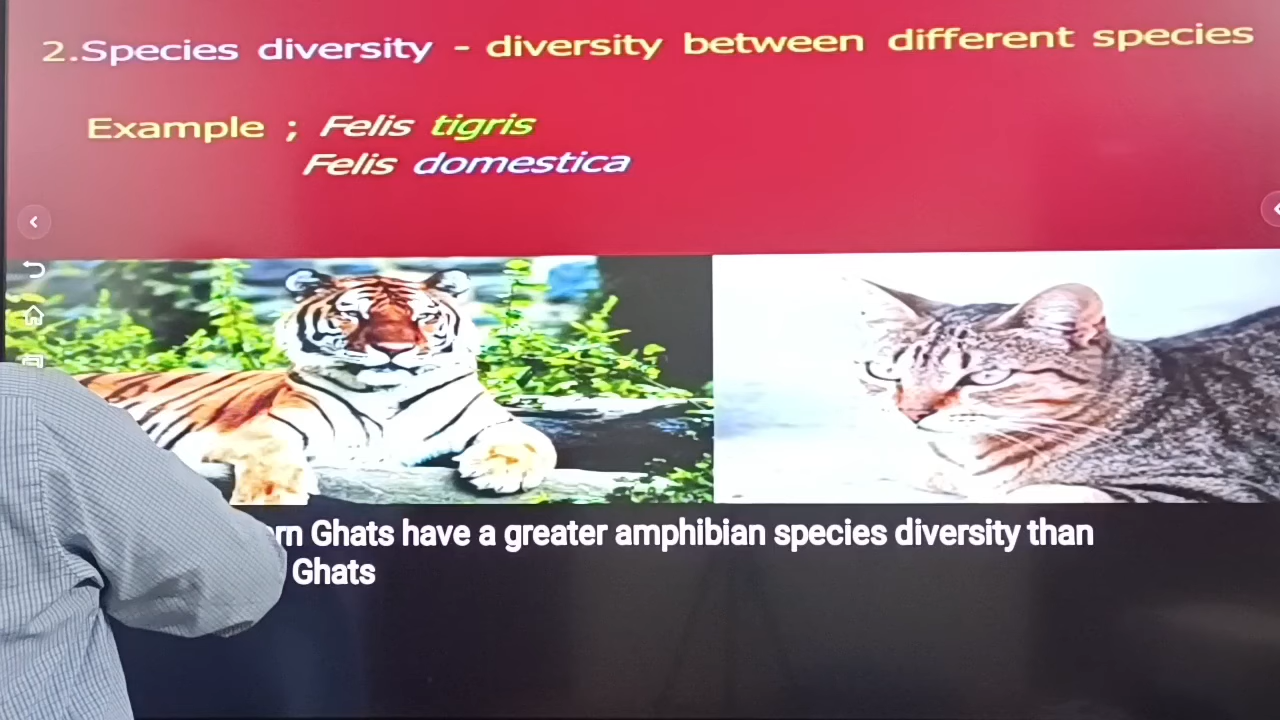 2.Species diversity - diversity between different species
Example ; Felis tigris
Felis domestica
Ghats have a greater amphibian species diversity than
Ghats